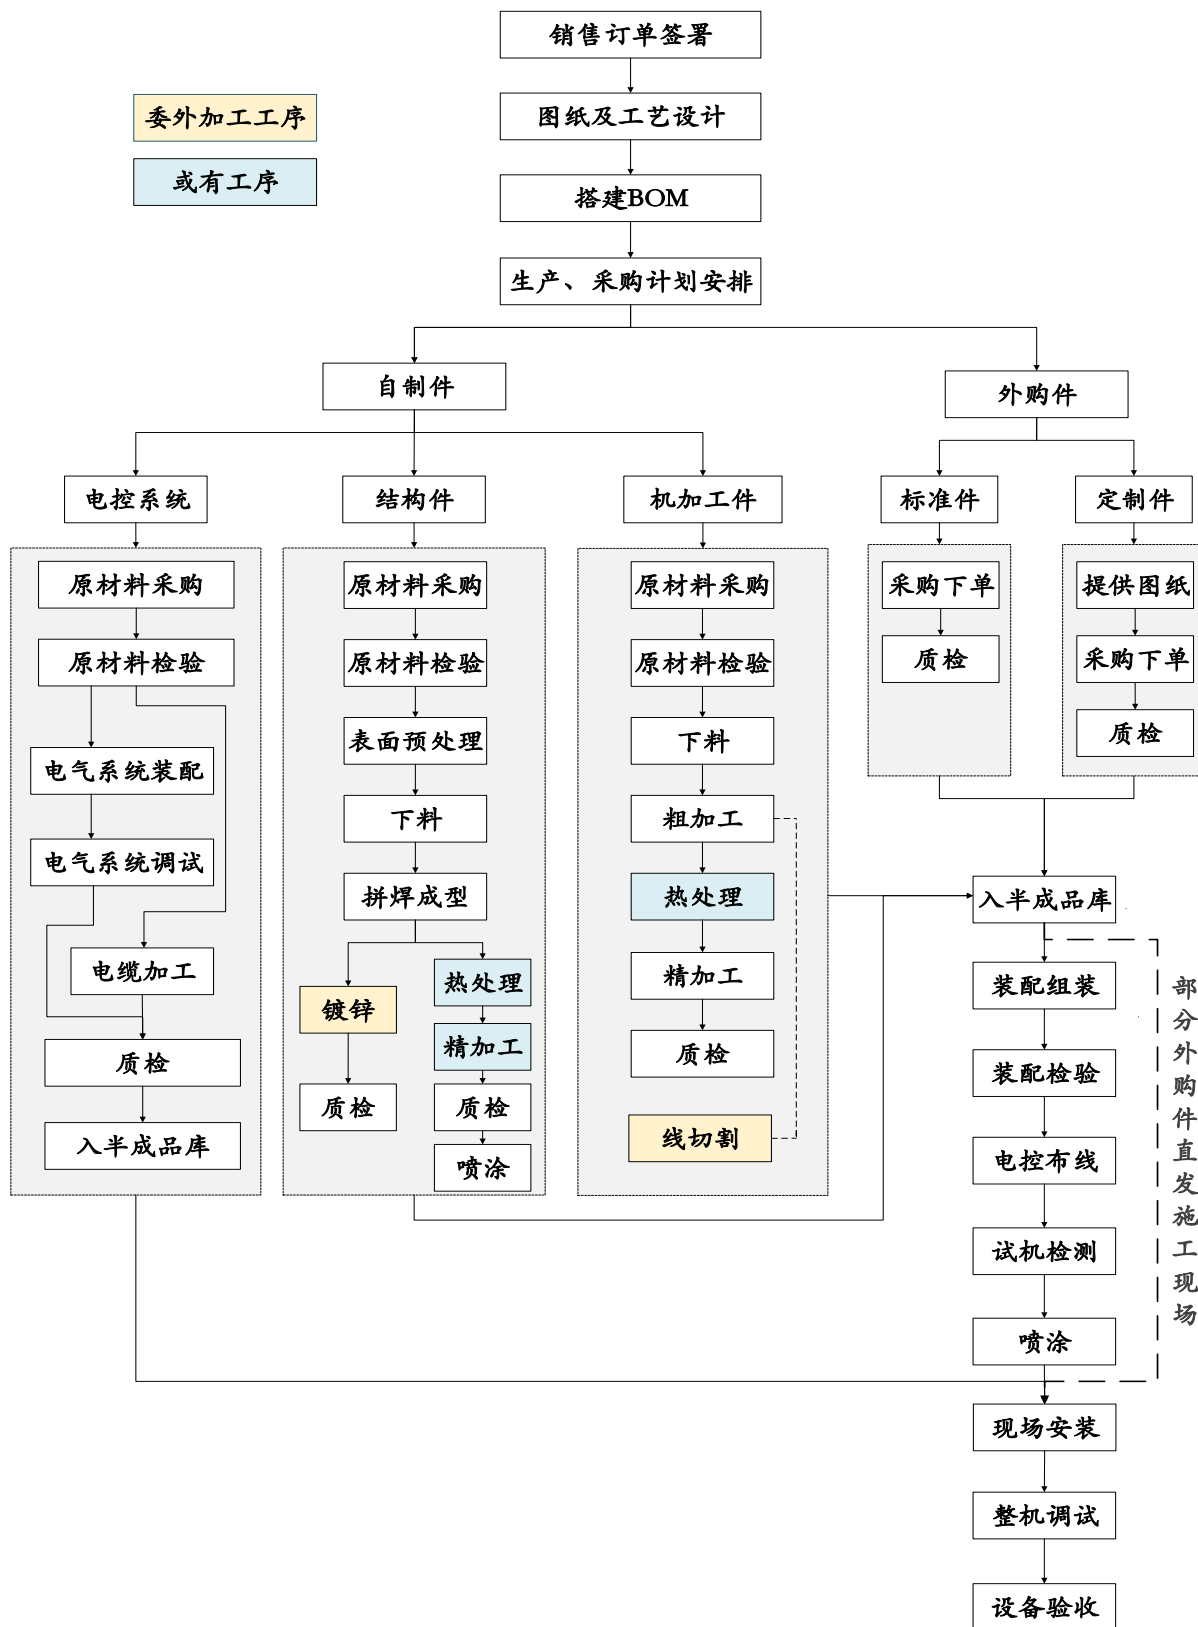 销售订单签署
委外加工工序
图纸及工艺设计
或有工序
搭建BOM
生产、采购计划安排
自制件
外购件
电控系统
结构件
机加工件
标准件
定制件
原材料采购
原材料检验
电气系统装配
电气系统调试
电缆加工
质检
入半成品库
原材料采购
原材料检验
表面预处理
下料
拼焊成型
镀锌
质检
热处理
精加工
质检
喷涂
原材料采购
原材料检验
下料
粗加工
热处理
精加工
质检
线切割
采购下单
质检
提供图纸
采购下单
质检
入半成品库
装配组装
装配检验
电控布线
试机检测
喷涂
部分外购件直发施工现场
现场安装
整机调试
设备验收